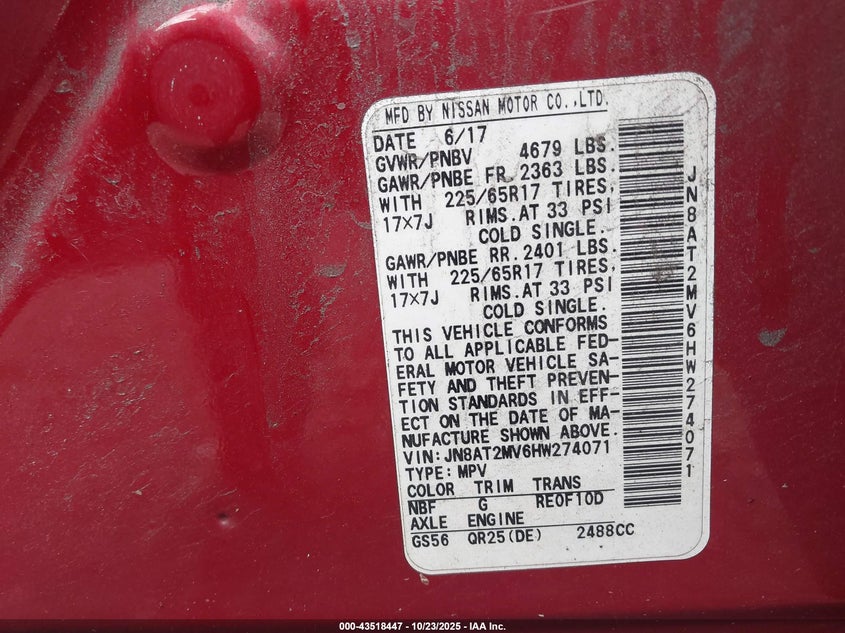 MFD BY NISSAN MOTOR CO.,LTD.
DATE 6/17
GVWR/PNBV 4679 LBS.
GAWR/PNBE FR. 2363 LBS.
WITH 225/65R17 TIRES,
17×7J RIMS.AT 33 PSI
COLD SINGLE.
GAWR/PNBE RR. 2401 LBS.
WITH 225/65R17 TIRES,
17×7J RIMS.AT 33 PSI
COLD SINGLE.
THIS VEHICLE CONFORMS
TO ALL APPLICABLE FED-
ERAL MOTOR VEHICLE SA-
FETY AND THEFT PREVEN-
TION STANDARDS IN EFF-
ECT ON THE DATE OF MA-
NUFACTURE SHOWN ABOVE.
VIN:JN8AT2MV6HW274071
TYPE:MPV
COLOR TRIM TRANS
NBF G RE0F10D
AXLE ENGINE
GS56 QR25(DE) 2488CC
JN8AT2MV6HW274071
000-43518447 - 10/23/2025 - IAA Inc.